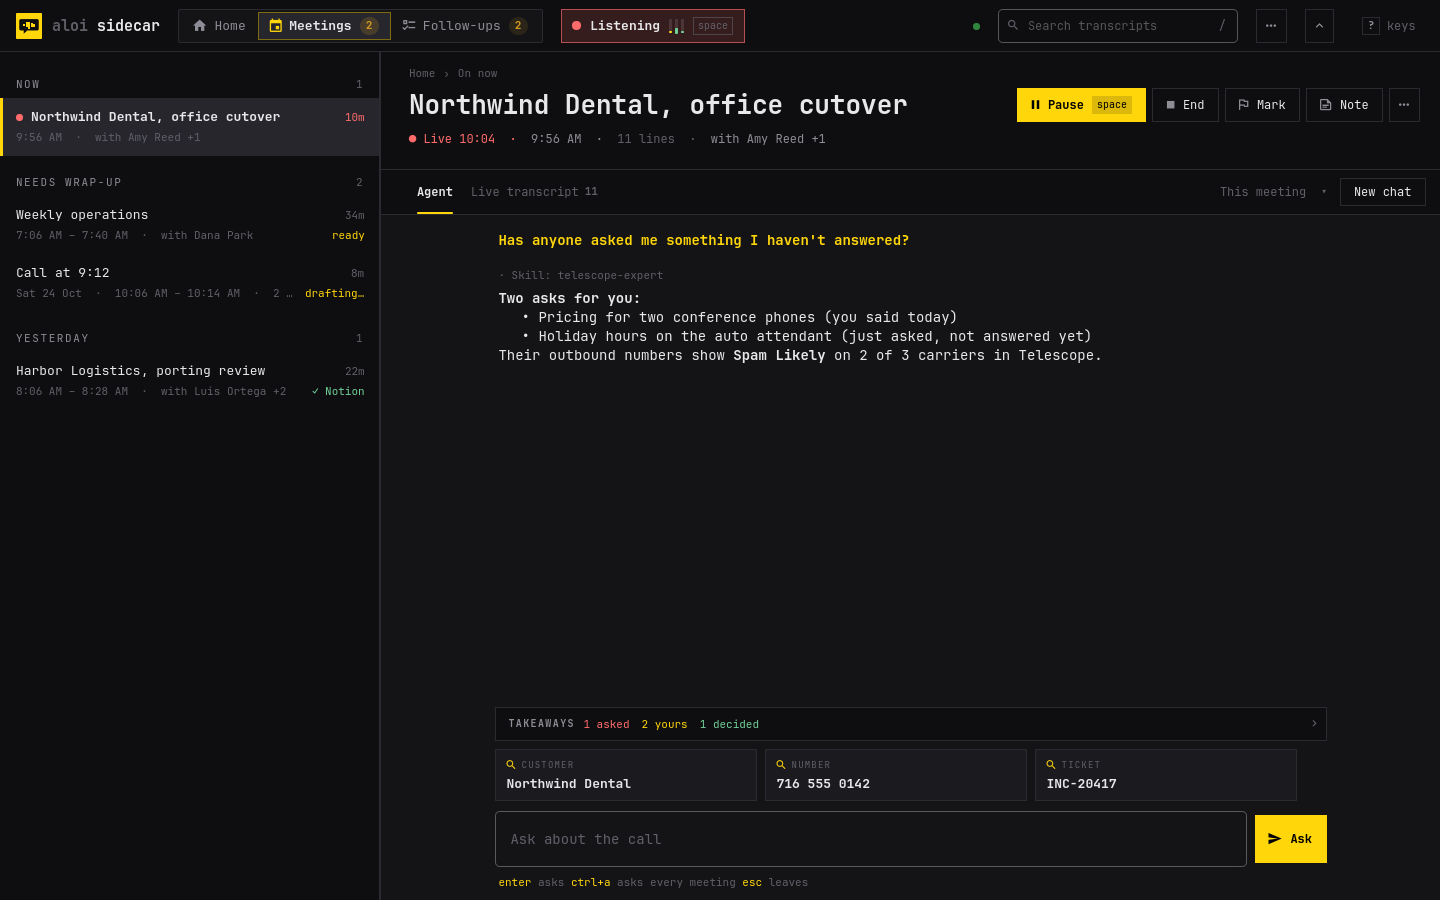 aloi sidecar
Home
Meetings 2
Follow-ups 2
Listening space
Search transcripts /
? keys
NOW 1
Northwind Dental, office cutover 10m
9:56 AM · with Amy Reed +1
NEEDS WRAP-UP 2
Weekly operations 34m
7:06 AM – 7:40 AM · with Dana Park ready
Call at 9:12 8m
Sat 24 Oct · 10:06 AM – 10:14 AM · 2 … drafting…
YESTERDAY 1
Harbor Logistics, porting review 22m
8:06 AM – 8:28 AM · with Luis Ortega +2 ✓ Notion
Home › On now
Northwind Dental, office cutover
Pause space
End
Mark
Note
Live 10:04 · 9:56 AM · 11 lines · with Amy Reed +1
Agent
Live transcript 11
This meeting
New chat
Has anyone asked me something I haven't answered?
· Skill: telescope-expert
Two asks for you:
• Pricing for two conference phones (you said today)
• Holiday hours on the auto attendant (just asked, not answered yet)
Their outbound numbers show Spam Likely on 2 of 3 carriers in Telescope.
TAKEAWAYS 1 asked 2 yours 1 decided ›
CUSTOMER
Northwind Dental
NUMBER
716 555 0142
TICKET
INC-20417
Ask about the call
Ask
enter asks ctrl+a asks every meeting esc leaves